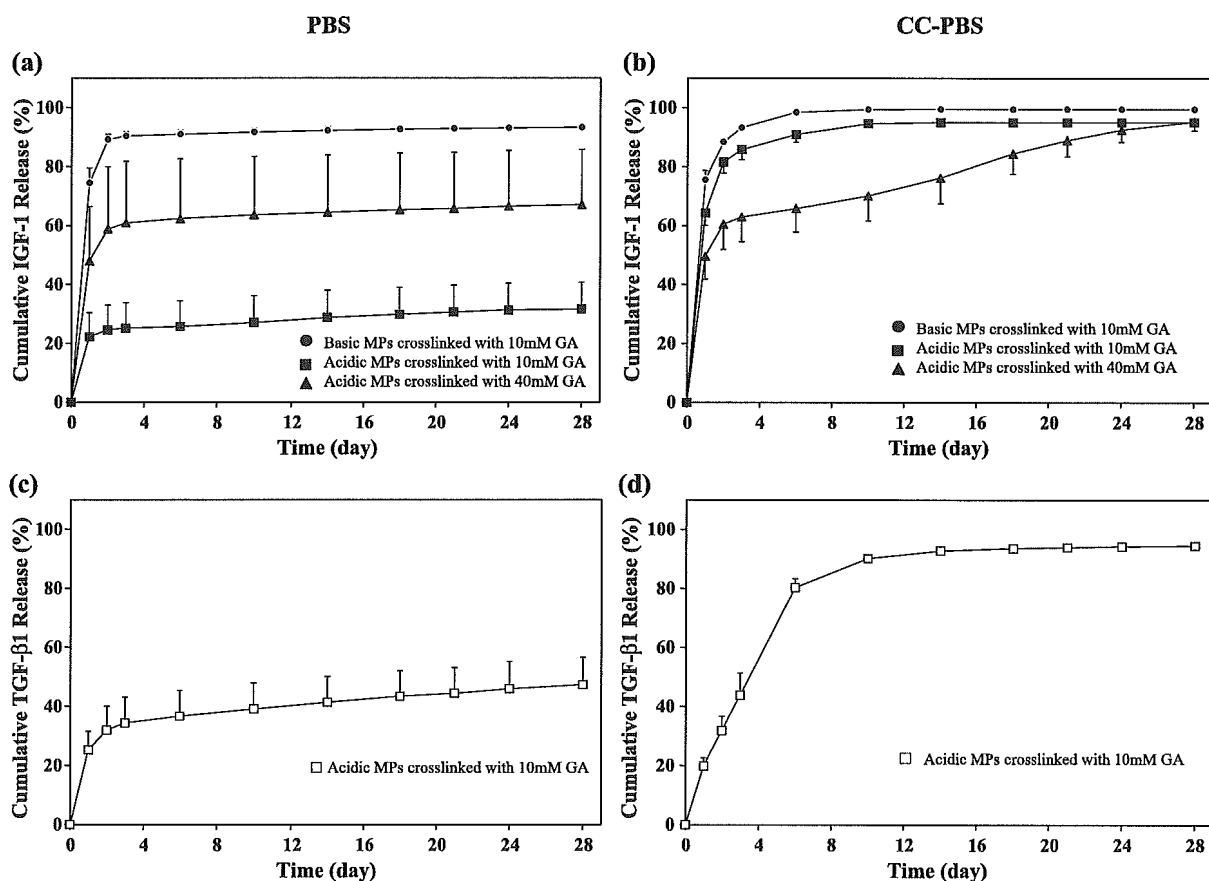 PBS
CC-PBS
(a)
Cumulative IGF-1 Release (%)
100
80
60
40
20
0
Basic MPs crosslinked with 10mM GA
Acidic MPs crosslinked with 10mM GA
Acidic MPs crosslinked with 40mM GA
0 4 8 12 16 20 24 28
Time (day)
(b)
Cumulative IGF-1 Release (%)
100
80
60
40
20
0
Basic MPs crosslinked with 10mM GA
Acidic MPs crosslinked with 10mM GA
Acidic MPs crosslinked with 40mM GA
0 4 8 12 16 20 24 28
Time (day)
(c)
Cumulative TGF-β1 Release (%)
100
80
60
40
20
0
Acidic MPs crosslinked with 10mM GA
0 4 8 12 16 20 24 28
Time (day)
(d)
Cumulative TGF-β1 Release (%)
100
80
60
40
20
0
Acidic MPs crosslinked with 10mM GA
0 4 8 12 16 20 24 28
Time (day)